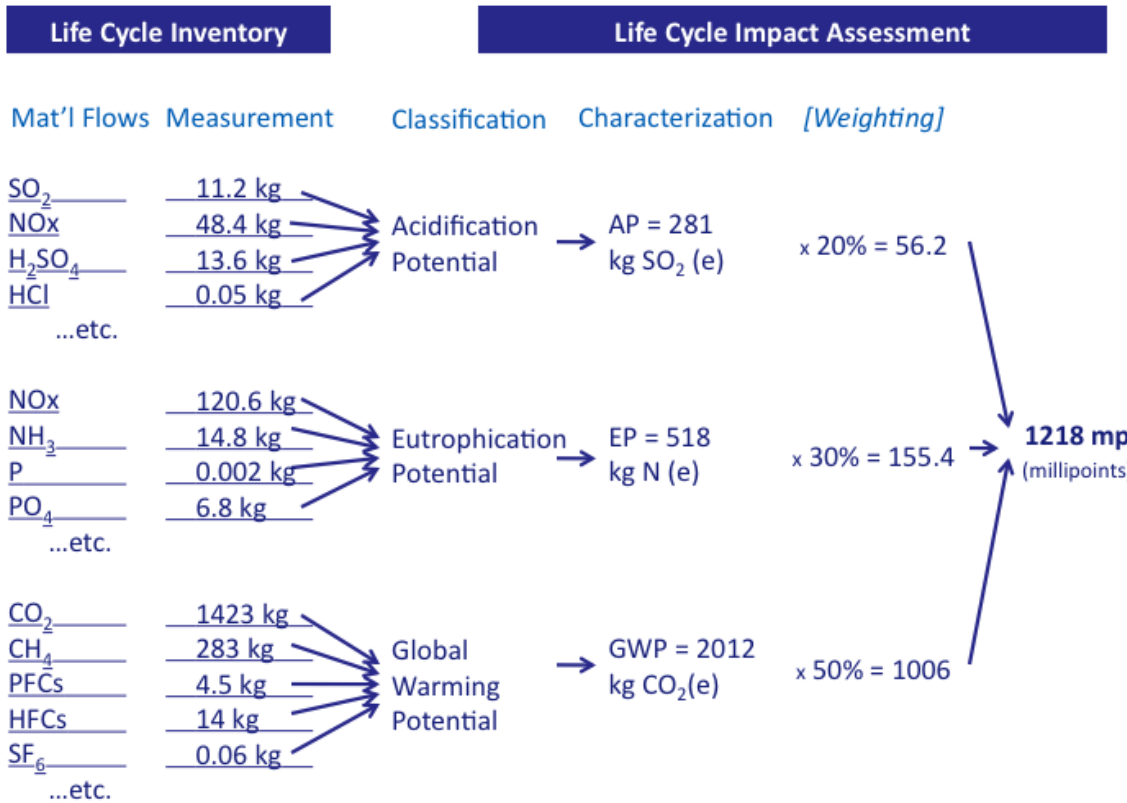 Life Cycle Inventory
Life Cycle Impact Assessment
Mat'l Flows Measurement Classification Characterization [Weighting]
SO2 11.2 kg
NOx 48.4 kg
H2SO4 13.6 kg
HCl 0.05 kg
...etc.
Acidification
Potential
AP = 281
kg SO2 (e)
x 20% = 56.2
NOx 120.6 kg
NH3 14.8 kg
P 0.002 kg
PO4 6.8 kg
...etc.
Eutrophication
Potential
EP = 518
kg N (e)
x 30% = 155.4
1218 mp
(millipoints)
CO2 1423 kg
CH4 283 kg
PFCs 4.5 kg
HFCs 14 kg
SF6 0.06 kg
...etc.
Global
Warming
Potential
GWP = 2012
kg CO2(e)
x 50% = 1006